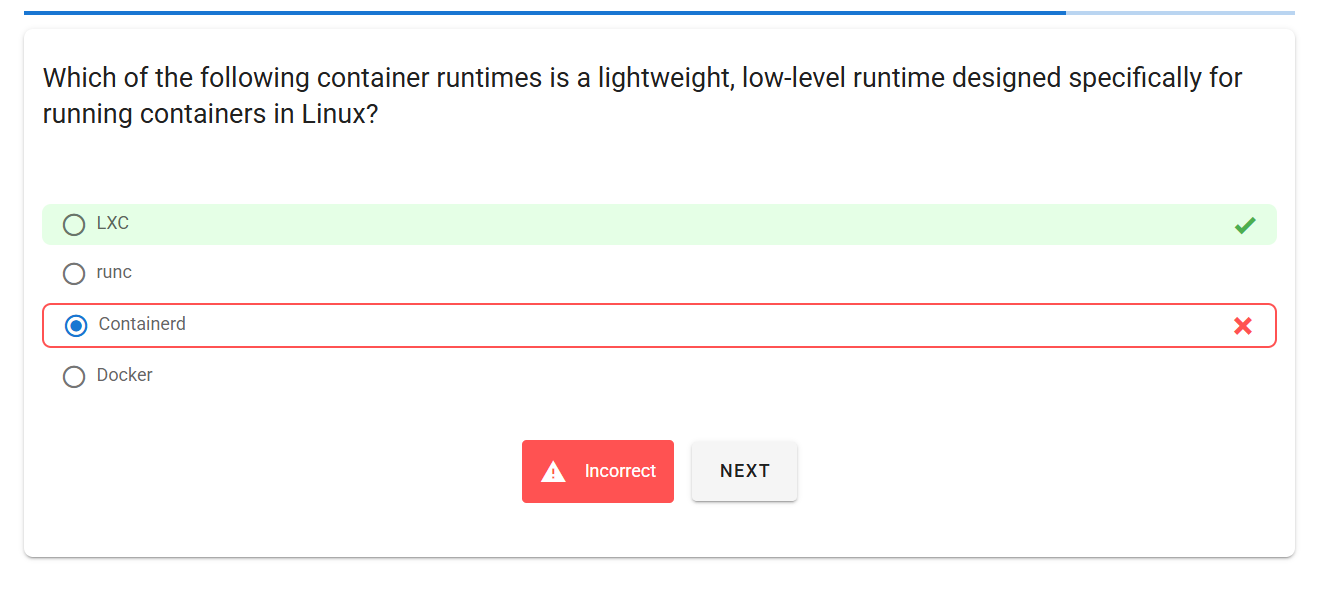 Which of the following container runtimes is a lightweight, low-level runtime designed specifically for
running containers in Linux?
LXC
runc
Containerd
Docker
Incorrect
NEXT